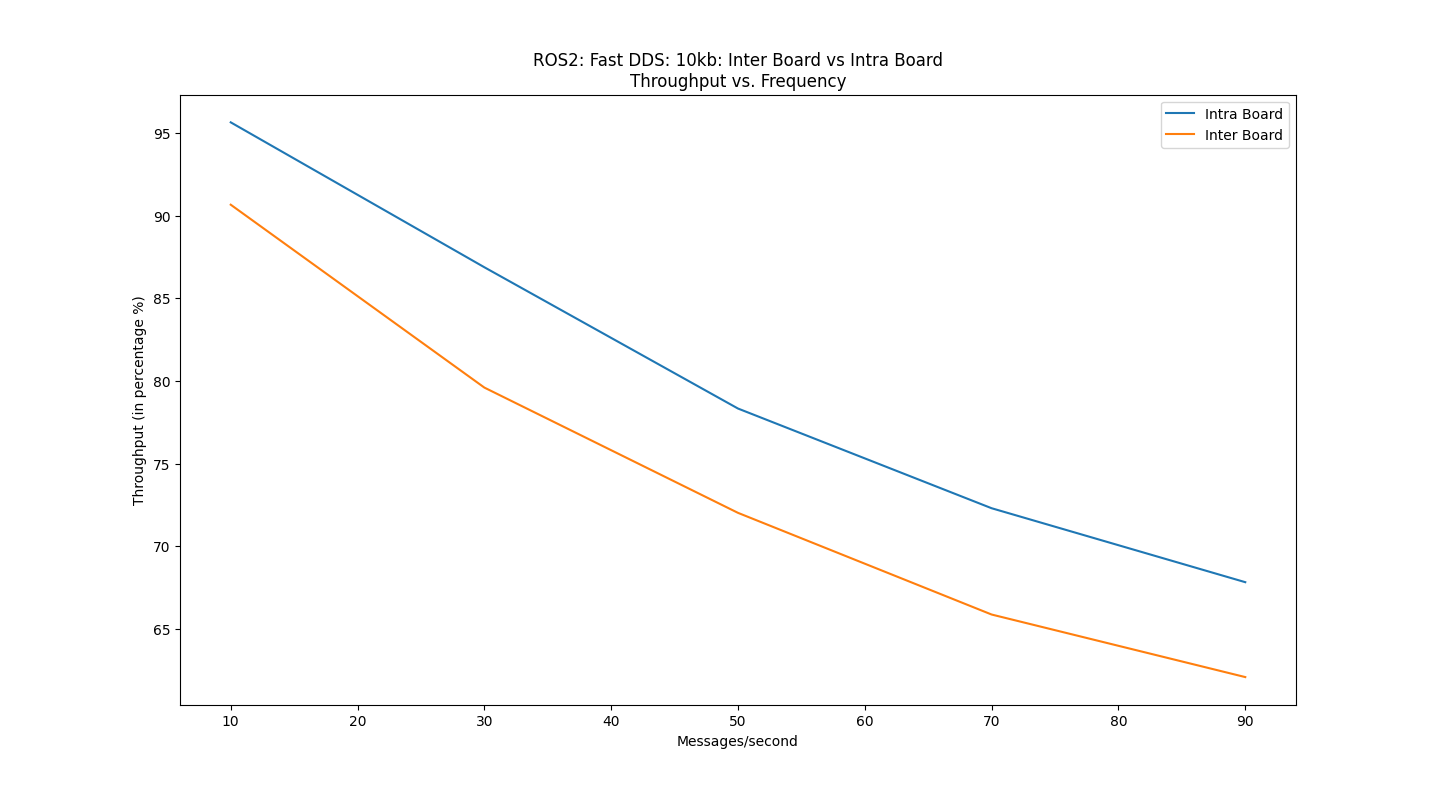 ROS2: Fast DDS: 10kb: Inter Board vs Intra Board
Throughput vs. Frequency
Intra Board
Inter Board
Throughput (in percentage %)
95
90
85
80
75
70
65
10 20 30 40 50 60 70 80 90
Messages/second